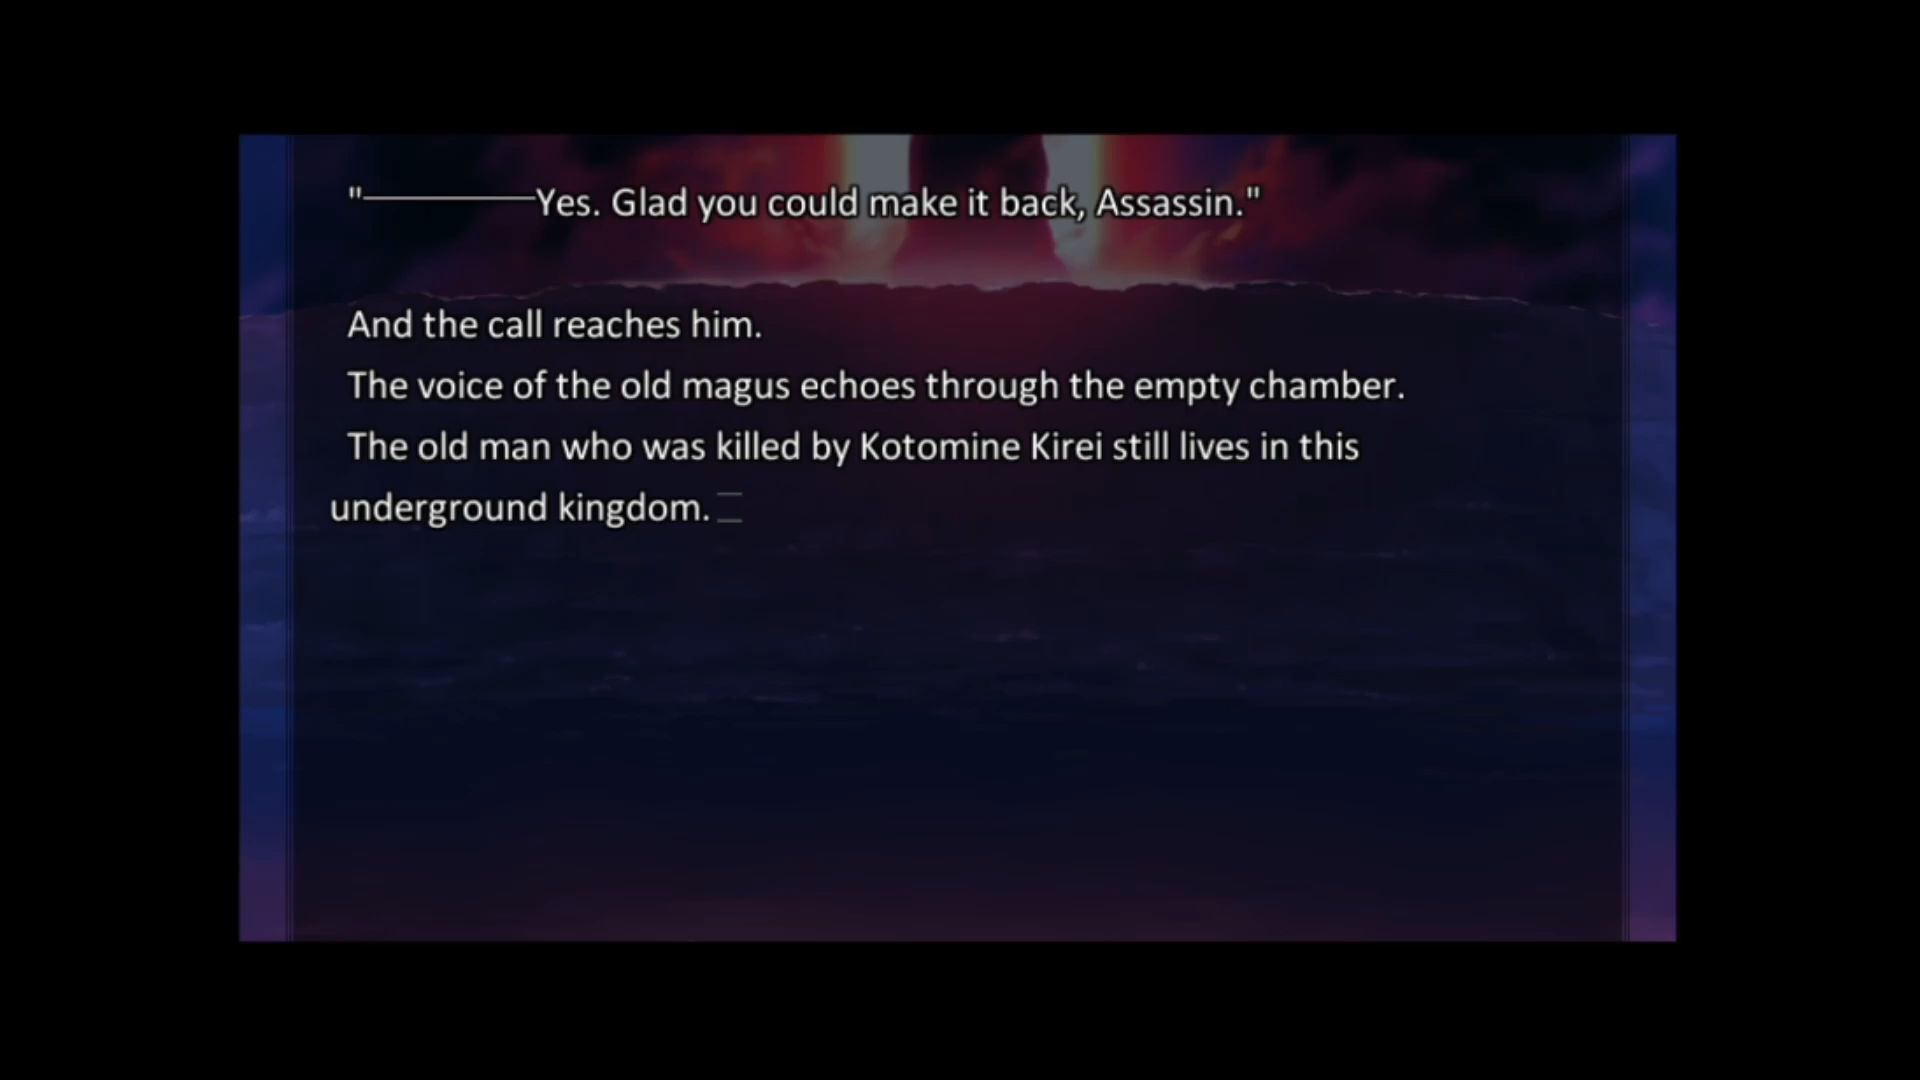 "──────Yes. Glad you could make it back, Assassin."
And the call reaches him.
The voice of the old magus echoes through the empty chamber.
The old man who was killed by Kotomine Kirei still lives in this
underground kingdom.